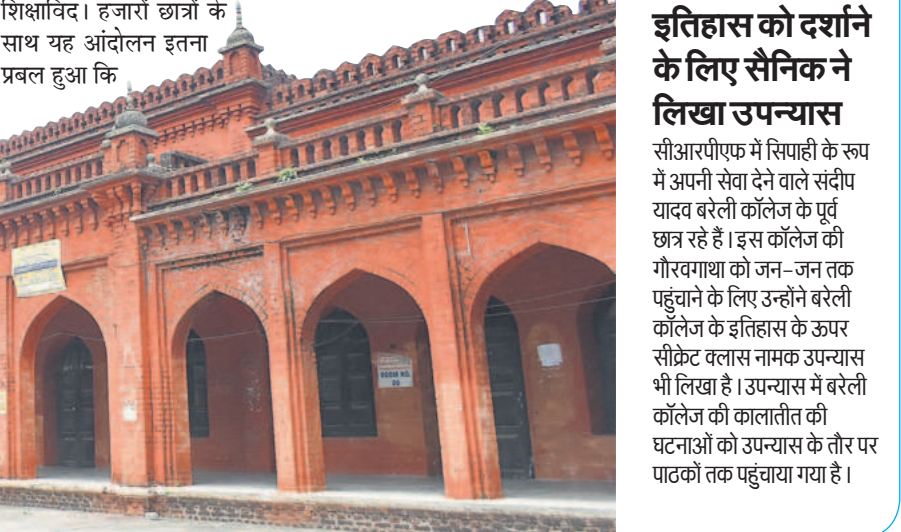 शिक्षाविद। हजारों छात्रों के
साथ यह आंदोलन इतना
प्रबल हुआ कि
ROOM NO.
इतिहास को दर्शाने
के लिए सैनिक ने
लिखा उपन्यास
सीआरपीएफ में सिपाही के रूप
में अपनी सेवा देने वाले संदीप
यादव बरेली कॉलेज के पूर्व
छात्र रहे हैं। इस कॉलेज की
गौरवगाथा को जन-जन तक
पहुंचाने के लिए उन्होंने बरेली
कॉलेज के इतिहास के ऊपर
सीक्रेट क्लास नामक उपन्यास
भी लिखा है। उपन्यास में बरेली
कॉलेज की कालातीत की
घटनाओं को उपन्यास के तौर पर
पाठकों तक पहुंचाया गया है।